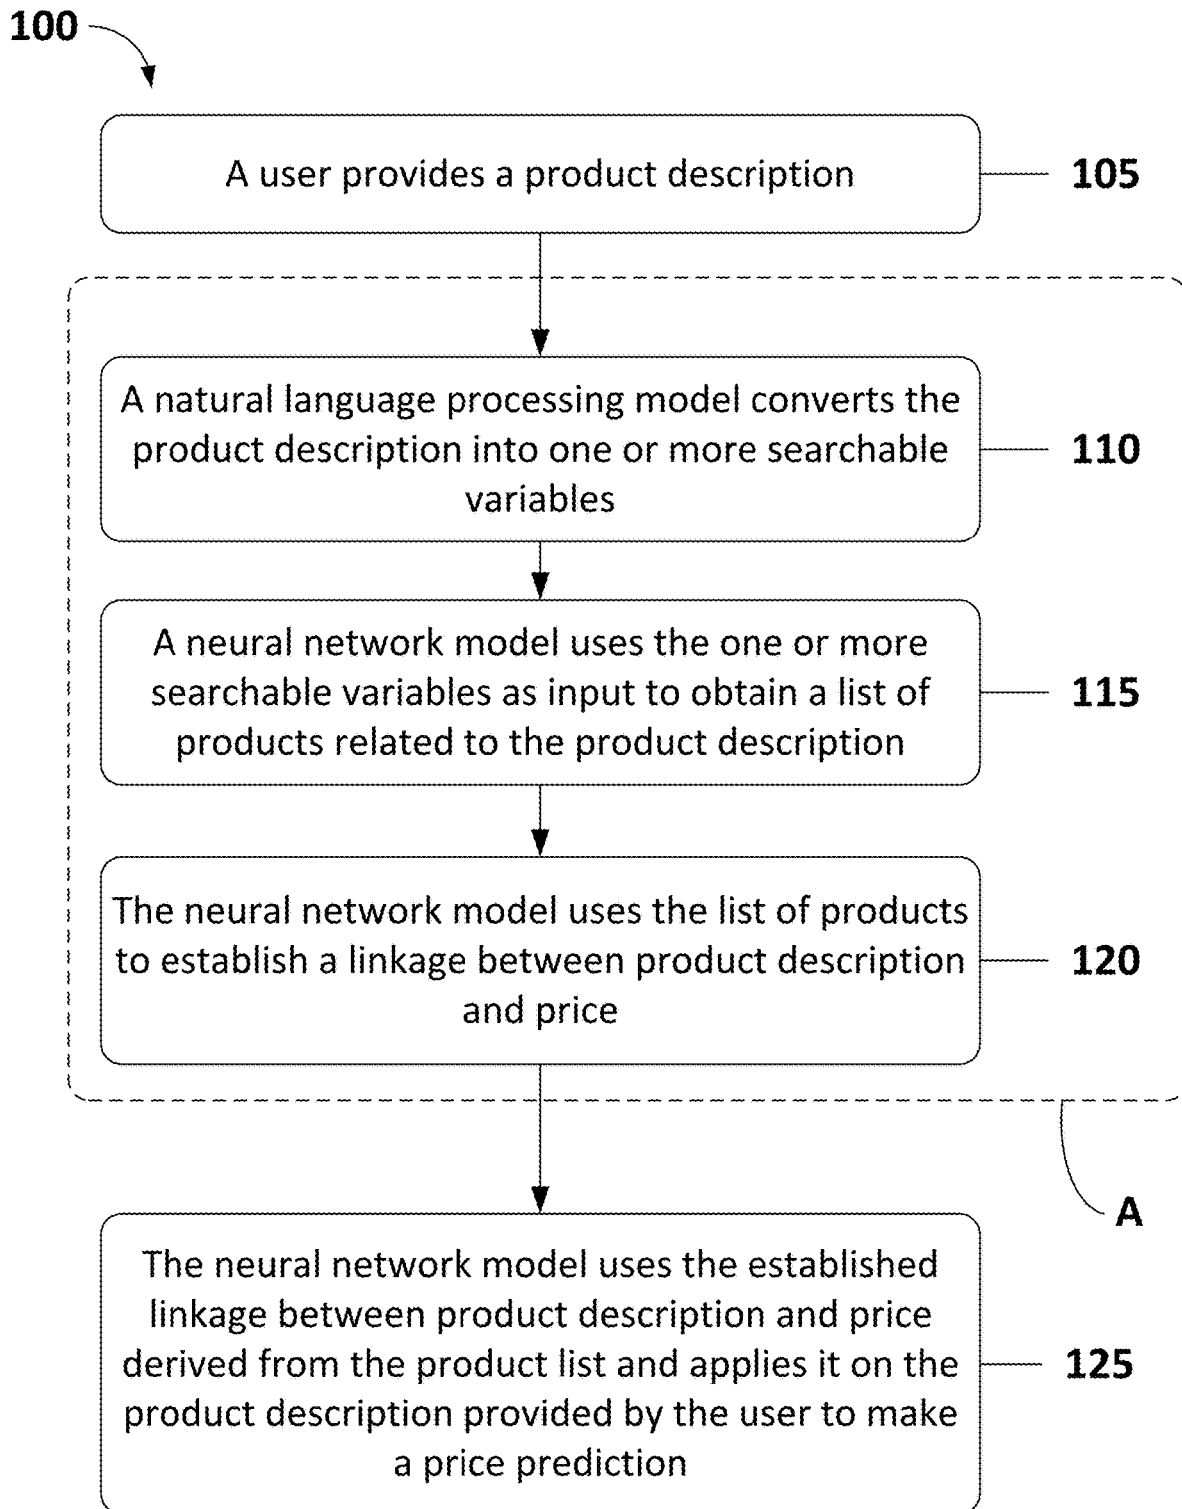 100
A user provides a product description
105
A natural language processing model converts the
product description into one or more searchable
variables
110
A neural network model uses the one or more
searchable variables as input to obtain a list of
products related to the product description
115
The neural network model uses the list of products
to establish a linkage between product description
and price
120
A
The neural network model uses the established
linkage between product description and price
derived from the product list and applies it on the
product description provided by the user to make
a price prediction
125